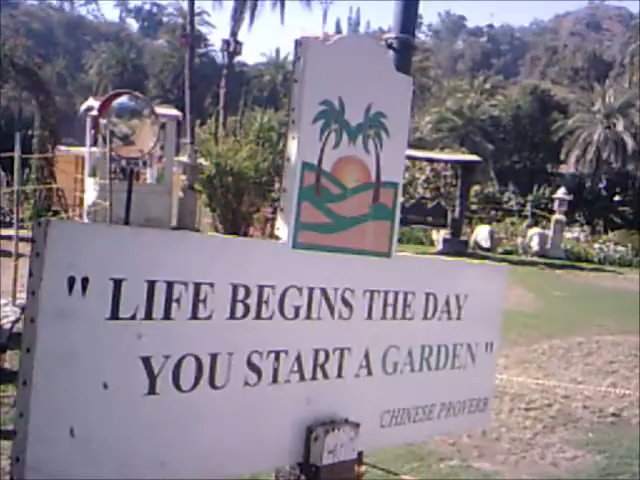 " LIFE BEGINS THE DAY
YOU START A GARDEN "
CHINESE PROVERB